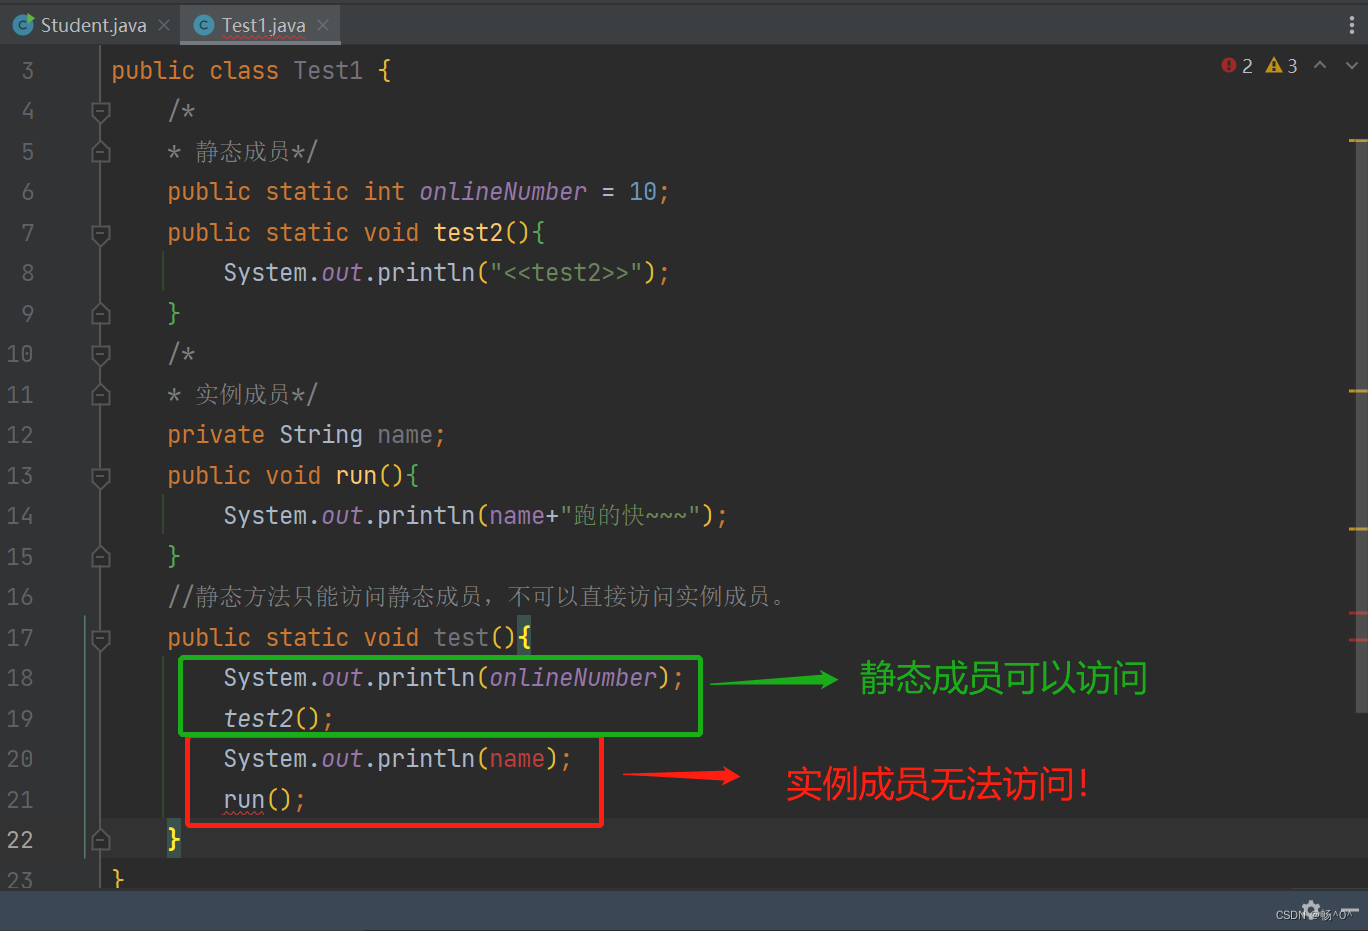 Student.java Test1.java
2 3
3 public class Test1 {
4 /*
5 * 静态成员*/
6 public static int onlineNumber = 10;
7 public static void test2(){
8 System.out.println("<<test2>>");
9 }
10 /*
11 * 实例成员*/
12 private String name;
13 public void run(){
14 System.out.println(name+"跑的快~~~");
15 }
16 //静态方法只能访问静态成员，不可以直接访问实例成员。
17 public static void test(){
18 System.out.println(onlineNumber);
静态成员可以访问
19 test2();
20 System.out.println(name);
实例成员无法访问！
21 run();
22 }
23 }
CSDN @畅^O^